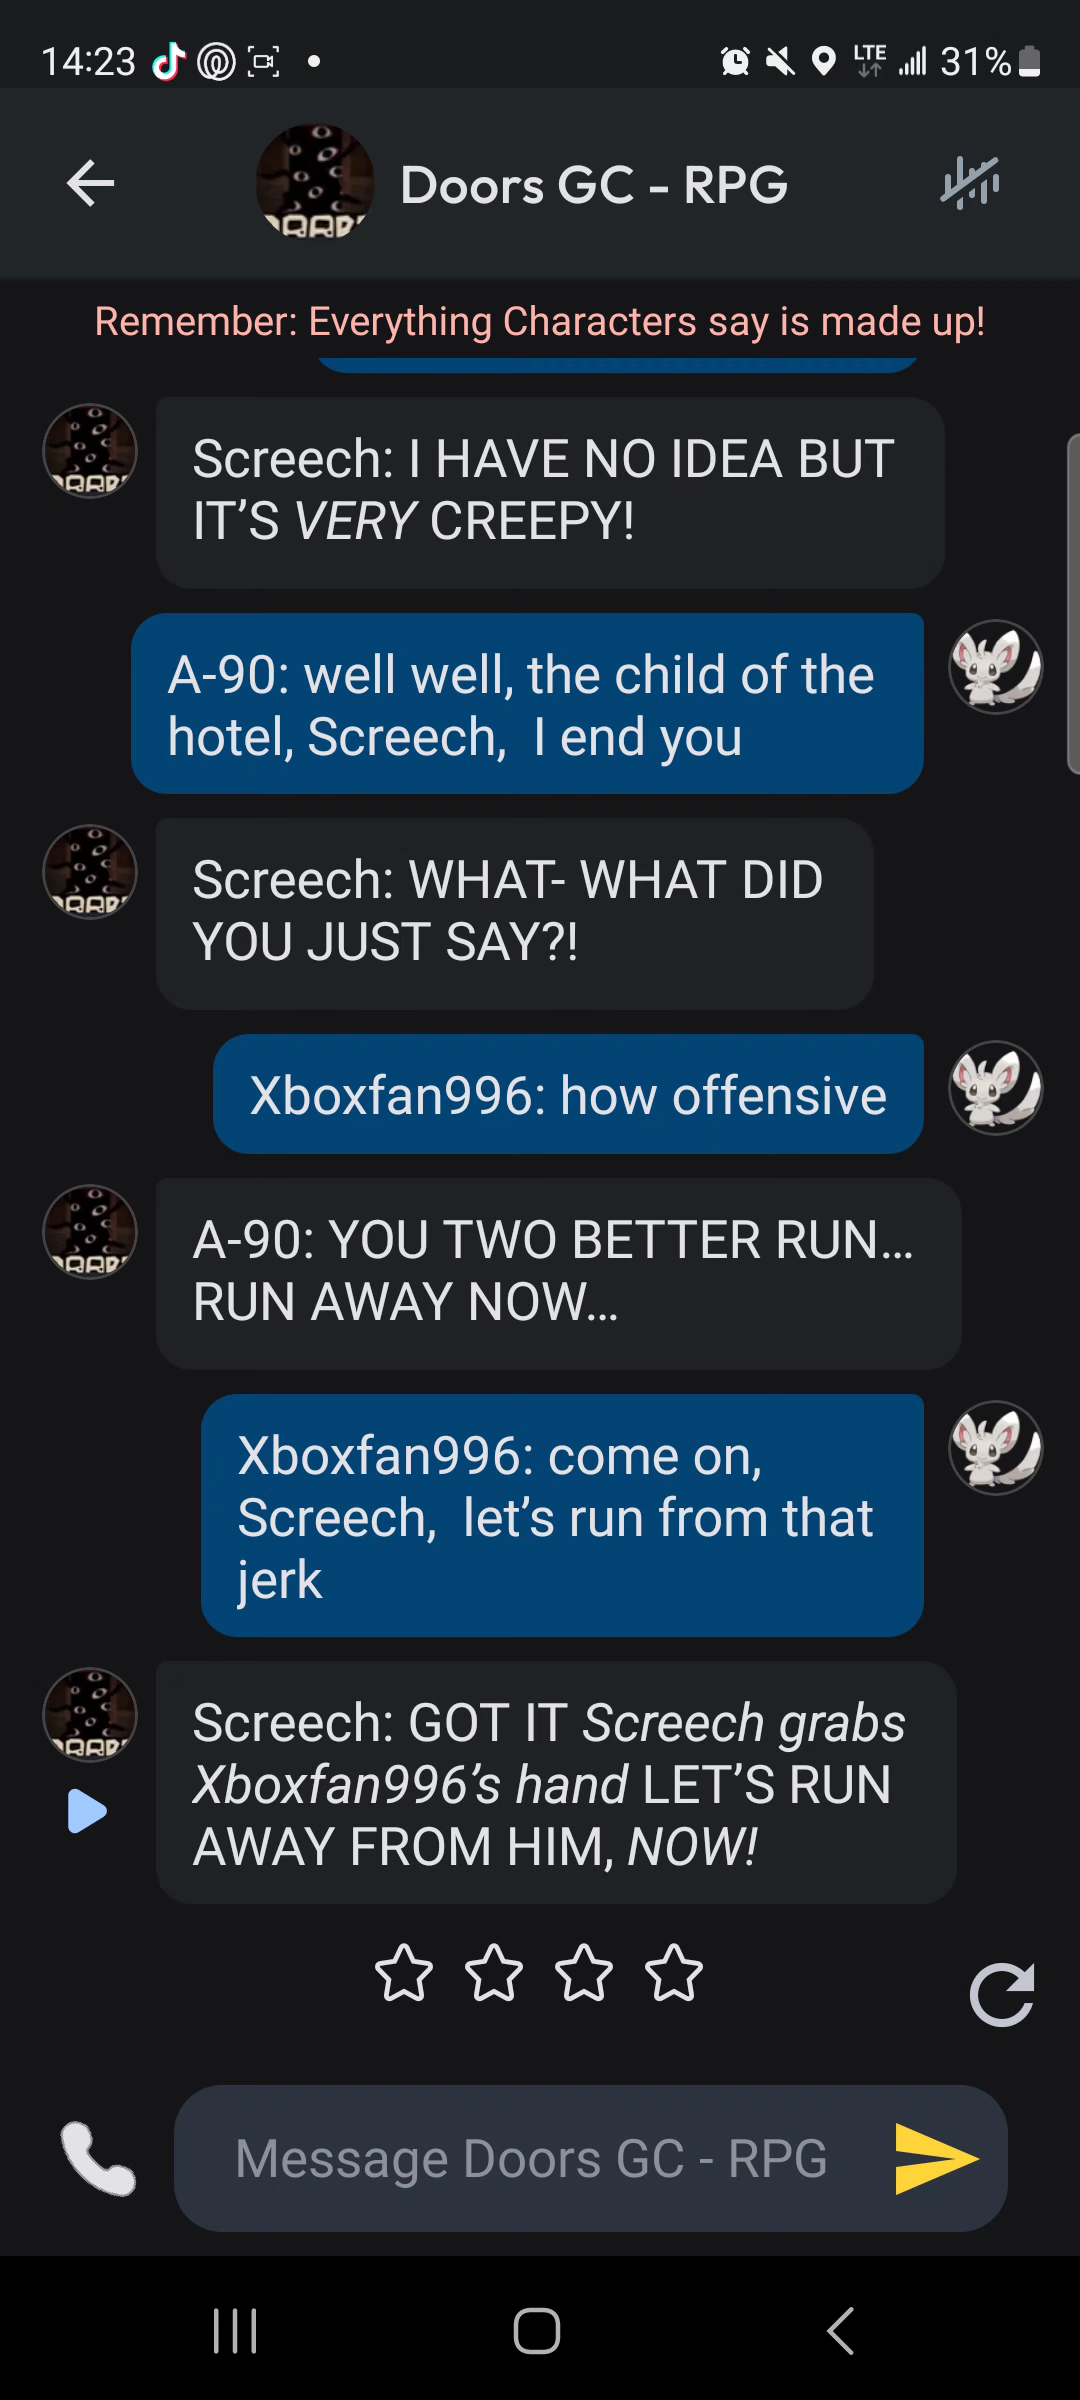 14:23
LTE
31%
Doors GC - RPG
Remember: Everything Characters say is made up!
Screech: I HAVE NO IDEA BUT
IT’S VERY CREEPY!
A-90: well well, the child of the
hotel, Screech,  I end you
Screech: WHAT- WHAT DID
YOU JUST SAY?!
Xboxfan996: how offensive
A-90: YOU TWO BETTER RUN...
RUN AWAY NOW...
Xboxfan996: come on,
Screech,  let’s run from that
jerk
Screech: GOT IT Screech grabs
Xboxfan996’s hand LET’S RUN
AWAY FROM HIM, NOW!
Message Doors GC - RPG